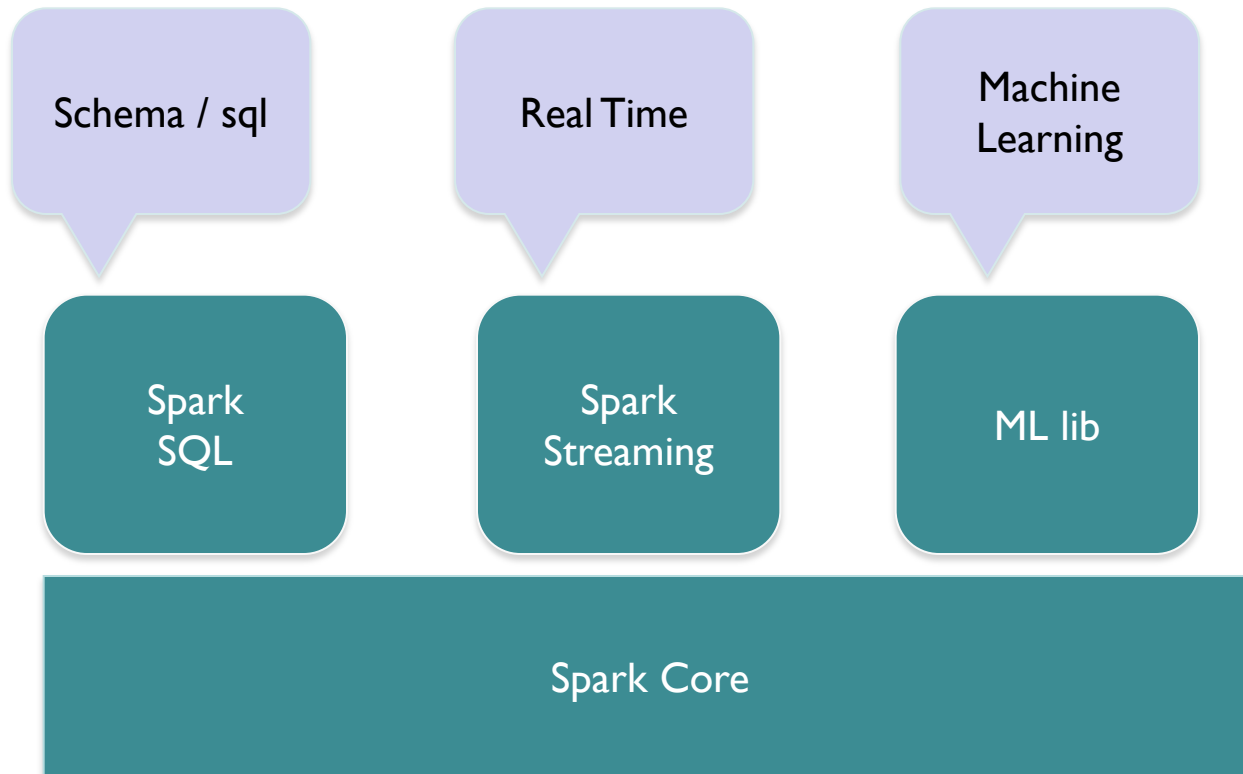 Schema / sql
Real Time
Machine
Learning
Spark
SQL
Spark
Streaming
ML lib
Spark Core